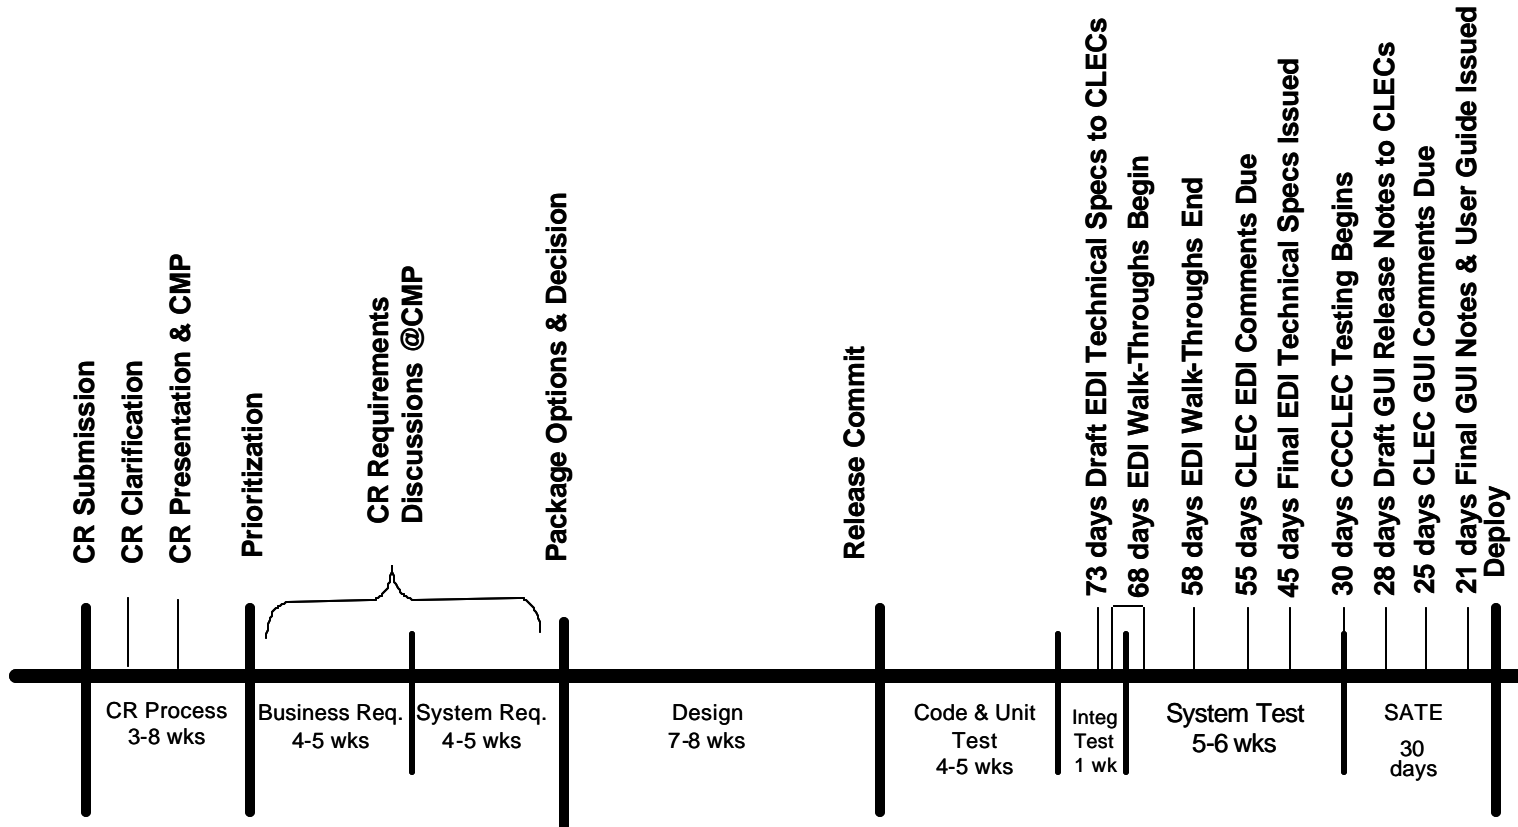 CR Submission
CR Clarification
CR Presentation & CMP
Prioritization
CR Requirements
Discussions @CMP
Package Options & Decision
Release Commit
73 days Draft EDI Technical Specs to CLECs
68 days EDI Walk-Throughs Begin
58 days EDI Walk-Throughs End
55 days CLEC EDI Comments Due
45 days Final EDI Technical Specs Issued
30 days CCCLEC Testing Begins
28 days Draft GUI Release Notes to CLECs
25 days CLEC GUI Comments Due
21 days Final GUI Notes & User Guide Issued
Deploy
CR Process
3-8 wks
Business Req.
4-5 wks
System Req.
4-5 wks
Design
7-8 wks
Code & Unit
Test
4-5 wks
Integ
Test
1 wk
System Test
5-6 wks
SATE
30
days